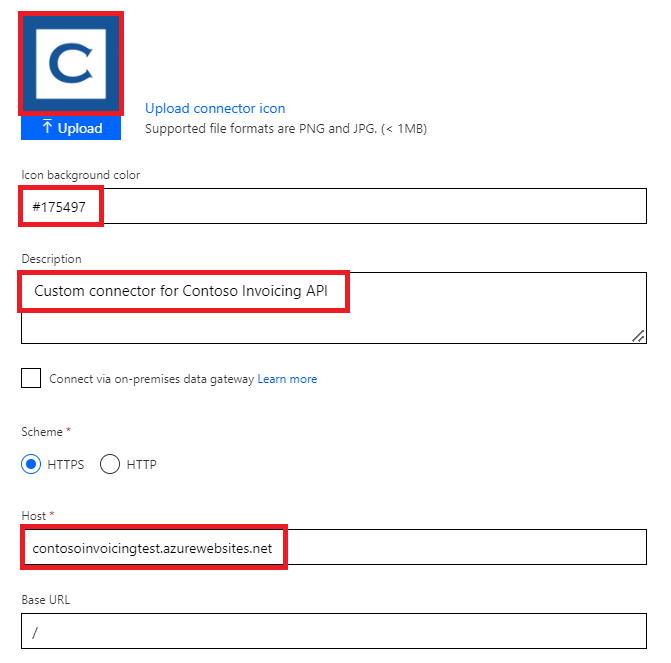 C
Upload
Upload connector icon
Supported file formats are PNG and JPG. (< 1MB)
Icon background color
#175497
Description
Custom connector for Contoso Invoicing API
Connect via on-premises data gateway Learn more
Scheme *
HTTPS HTTP
Host *
contosoinvoicingtest.azurewebsites.net
Base URL
/